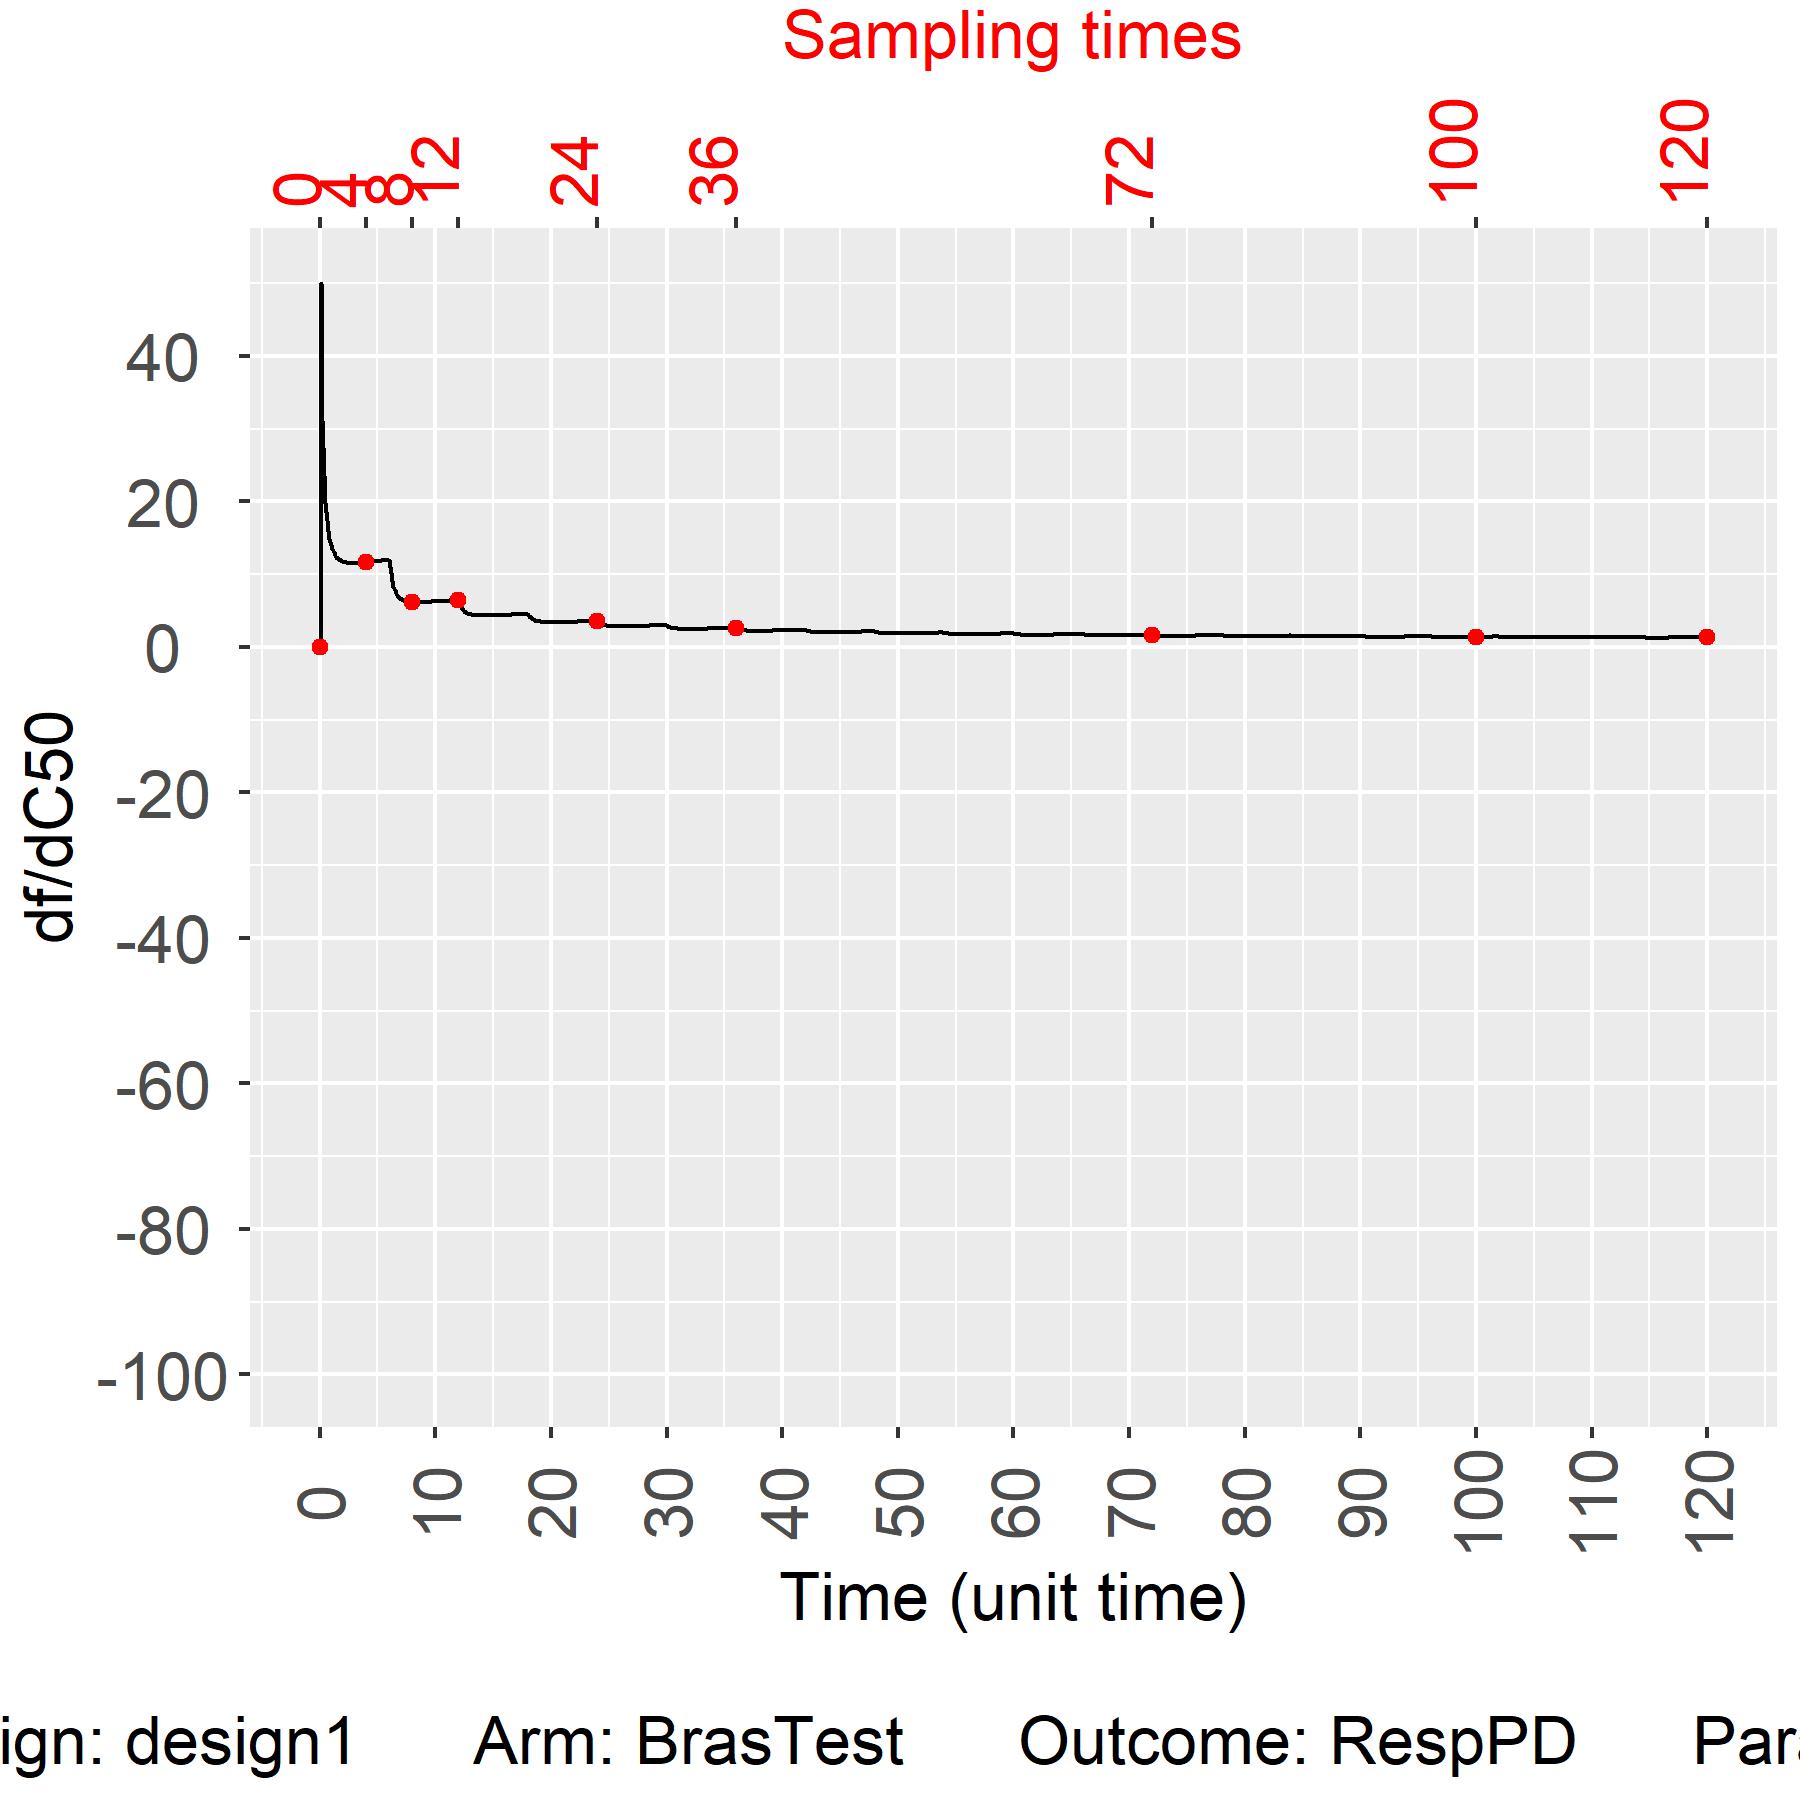 Sampling times
0 4 8 12 24 36 72 100 120
40
20
0
-20
-40
-60
-80
-100
df/dC50
0 10 20 30 40 50 60 70 80 90 100 110 120
Time (unit time)
ign: design1 Arm: BrasTest Outcome: RespPD Para